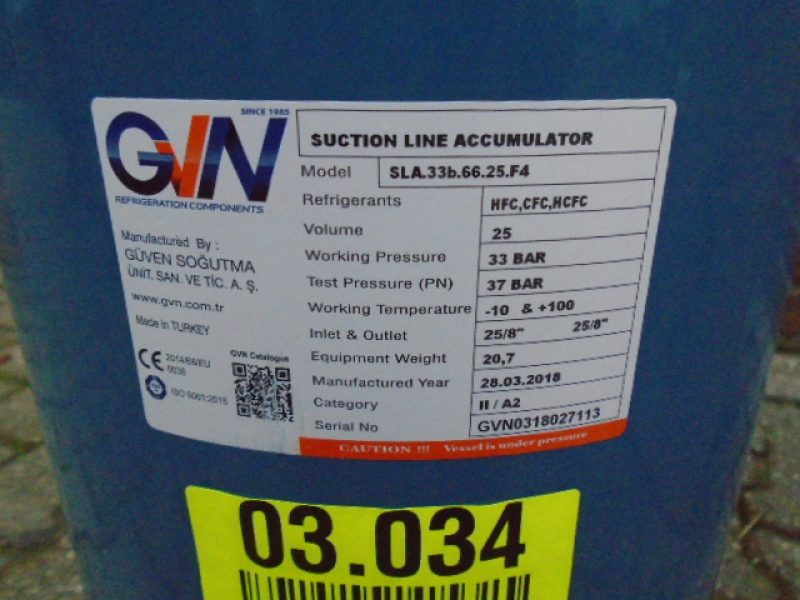 SINCE 1985
GVN
REFRIGERATION COMPONENTS
Manufactured By :
GÜVEN SOĞUTMA
ÜNİT. SAN. VE TİC. A. Ş.
www.gvn.com.tr
Made in TURKEY
CE 2014/68/EU
0036
ISO 9001:2015
GVN Catalogue
SUCTION LINE ACCUMULATOR
Model SLA.33b.66.25.F4
Refrigerants HFC,CFC,HCFC
Volume 25
Working Pressure 33 BAR
Test Pressure (PN) 37 BAR
Working Temperature -10 & +100
Inlet & Outlet 25/8" 25/8"
Equipment Weight 20,7
Manufactured Year 28.03.2018
Category II / A2
Serial No GVN0318027113
CAUTION !!! Vessel is under pressure
03.034